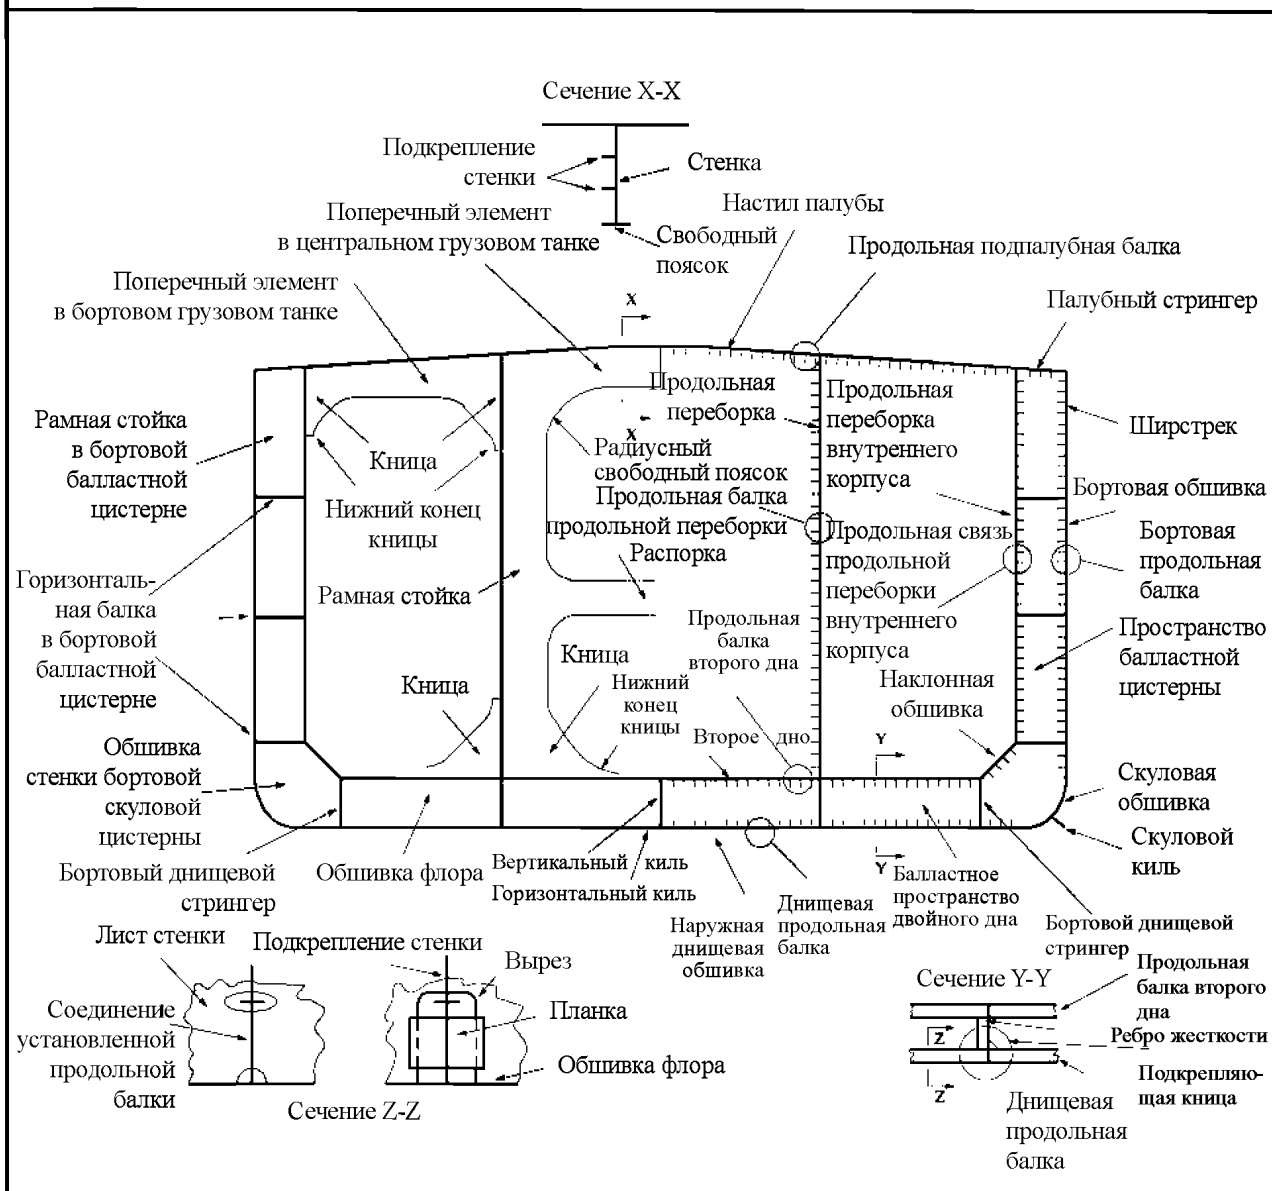 Сечение X-X
Подкрепление
стенки
Стенка
Поперечный элемент
в центральном грузовом танке
Свободный
поясок
Настил палубы
Продольная подпалубная балка
Поперечный элемент
в бортовом грузовом танке
Палубный стрингер
X
X
Продольная
переборка
Продольная
переборка
внутреннего
корпуса
Рамная стойка
в бортовой
балластной
цистерне
Кница
Радиусный
свободный поясок
Ширстрек
Нижний конец
кницы
Продольная балка
продольной переборки
Бортовая обшивка
Распорка
Продольная связь
продольной
переборки
внутреннего
корпуса
Бортовая
продольная
балка
Горизонталь-
ная балка
в бортовой
балластной
цистерне
Рамная стойка
Продольная
балка
второго дна
Пространство
балластной
цистерны
Кница
Кница
Нижний
конец
кницы
Наклонная
обшивка
Второе дно
Y
Обшивка
стенки бортовой
скуловой
цистерны
Скуловая
обшивка
Скуловой
киль
Бортовый днищевой
стрингер
Обшивка флора
Вертикальный киль
Горизонтальный киль
Y
Наружная
днищевая
обшивка
Днищевая
продольная
балка
Балластное
пространство
двойного дна
Бортовой днищевой
стрингер
Лист стенки
Подкрепление стенки
Вырез
Планка
Соединение
установленной
продольной
балки
Обшивка флора
Сечение Z-Z
Сечение Y-Y
Продольная
балка второго
дна
Z
Ребро жесткости
Подкрепляю-
щая кница
Z
Днищевая
продольная
балка